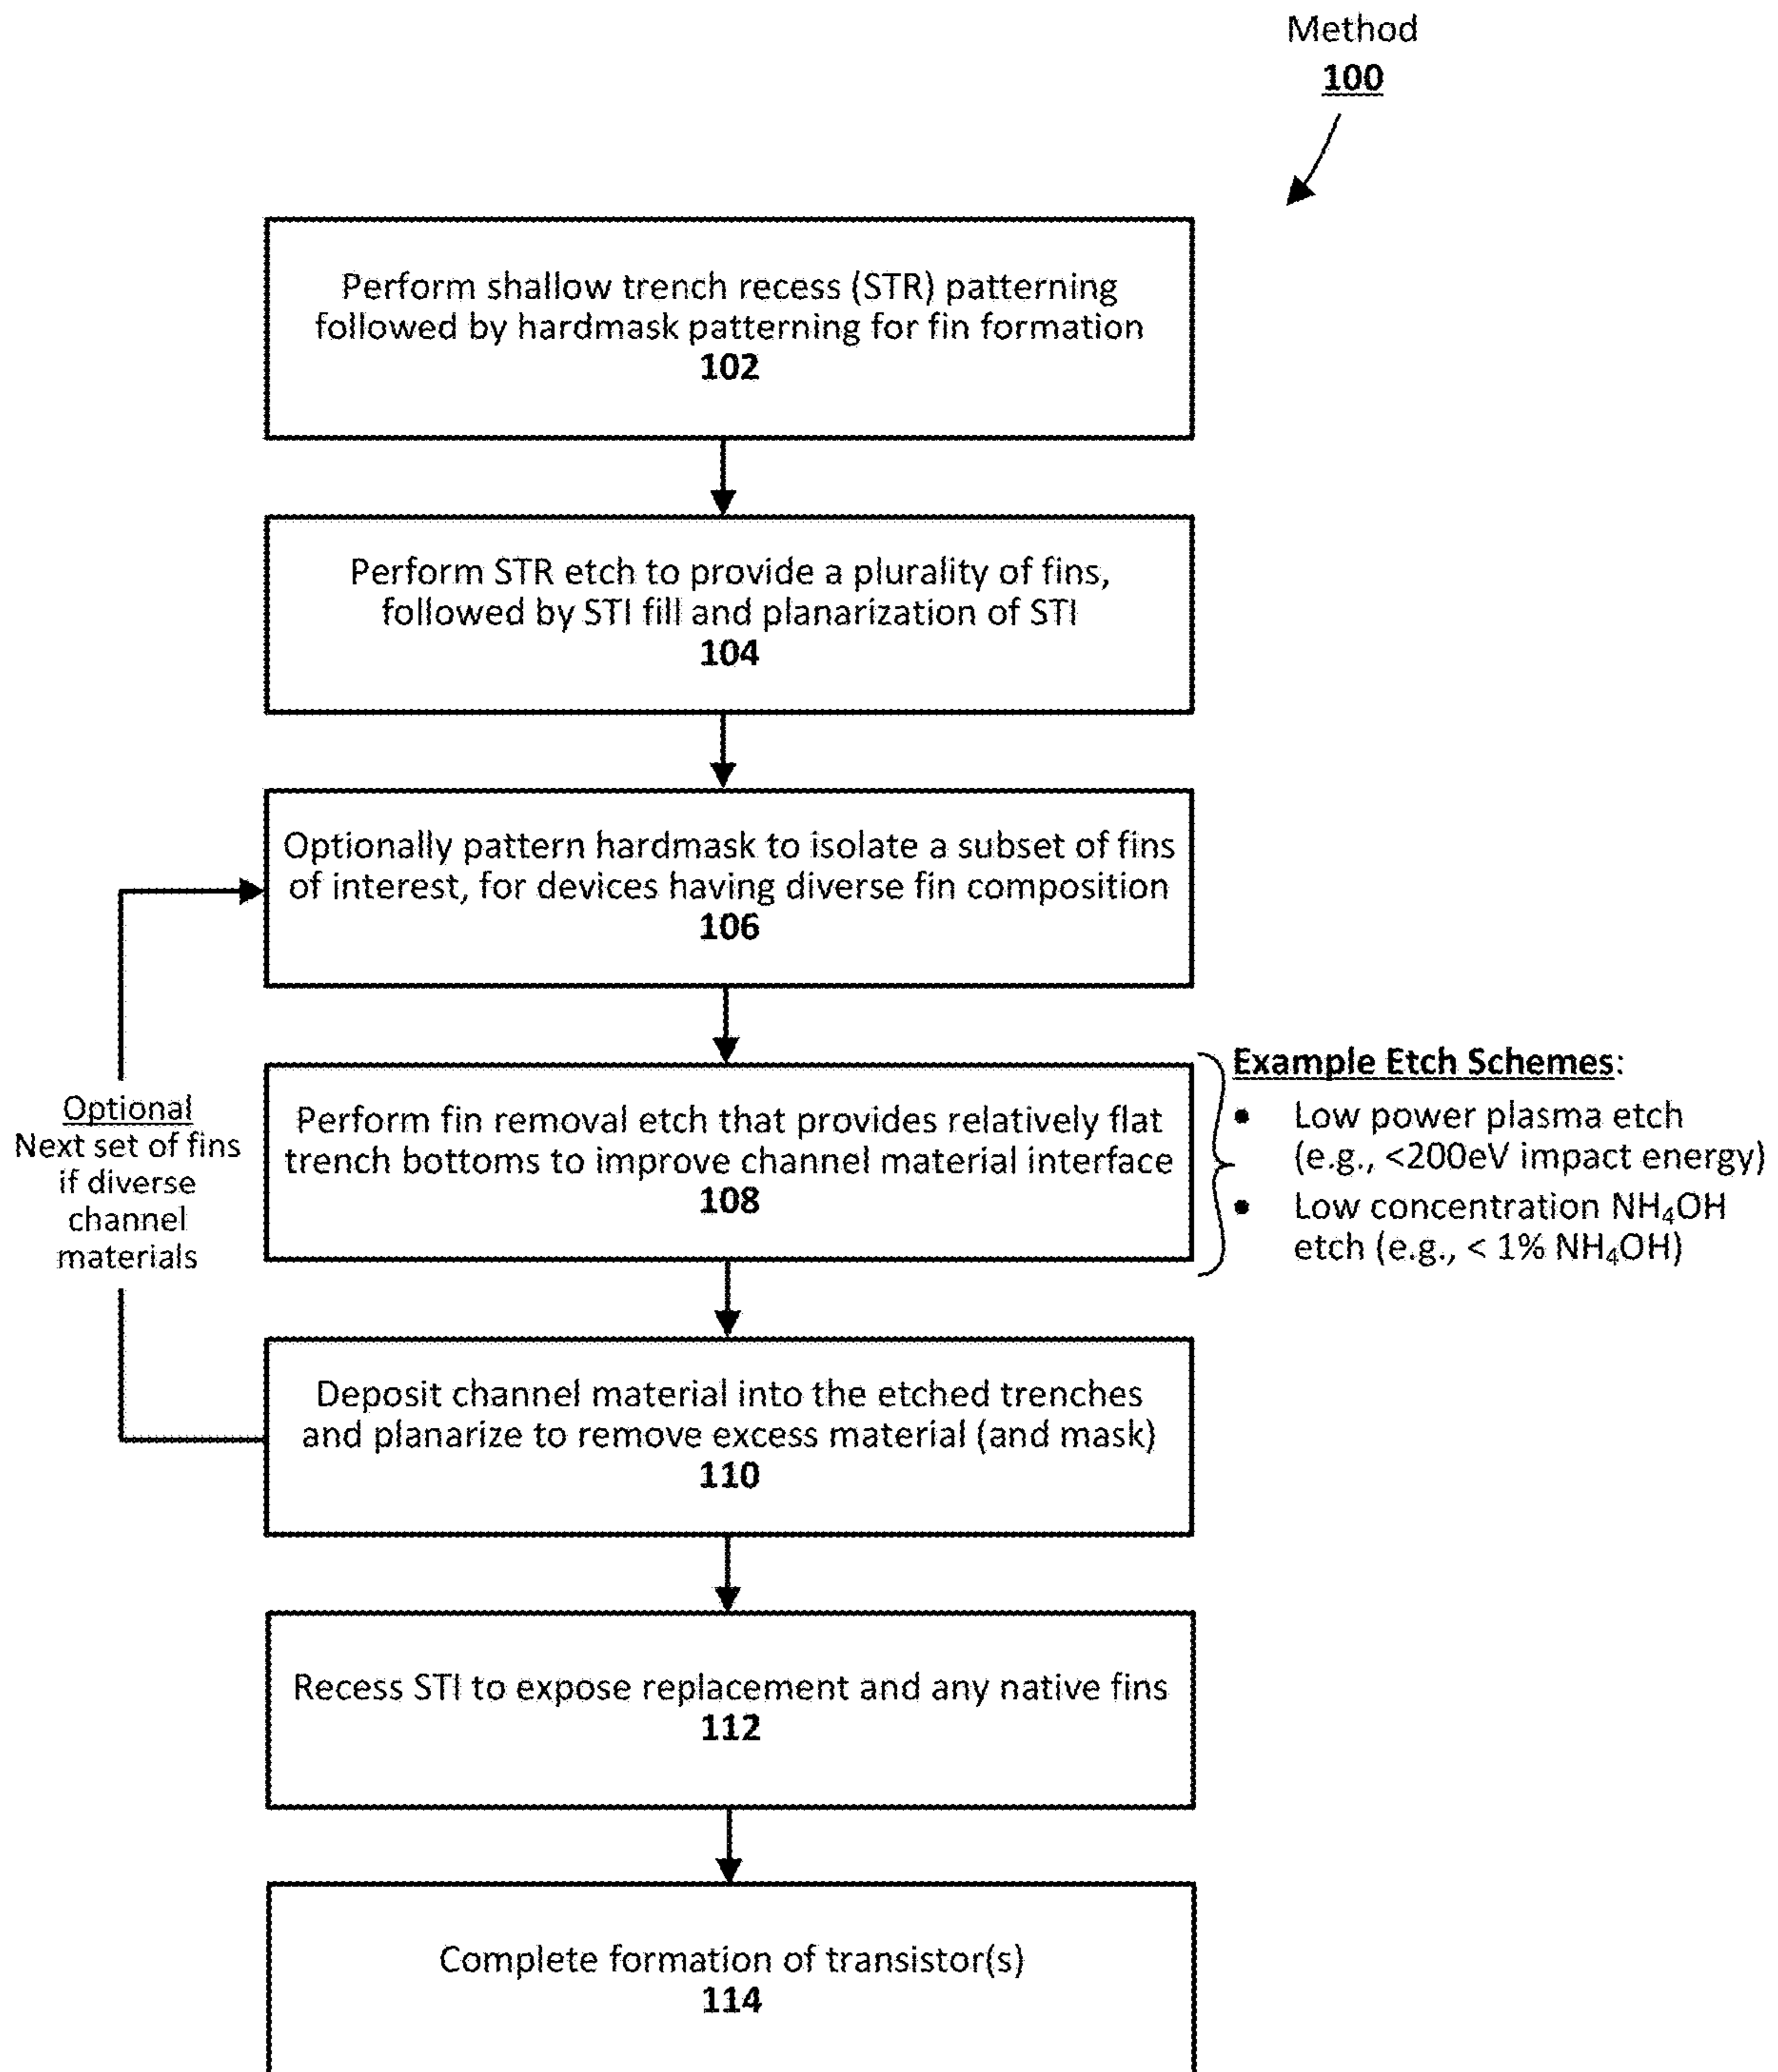 Method
100
Perform shallow trench recess (STR) patterning
followed by hardmask patterning for fin formation
102
Perform STR etch to provide a plurality of fins,
followed by STI fill and planarization of STI
104
Optionally pattern hardmask to isolate a subset of fins
of interest, for devices having diverse fin composition
106
Optional
Next set of fins
if diverse
channel
materials
Perform fin removal etch that provides relatively flat
trench bottoms to improve channel material interface
108
Example Etch Schemes:
• Low power plasma etch
(e.g., <200eV impact energy)
• Low concentration NH₄OH
etch (e.g., < 1% NH₄OH)
Deposit channel material into the etched trenches
and planarize to remove excess material (and mask)
110
Recess STI to expose replacement and any native fins
112
Complete formation of transistor(s)
114